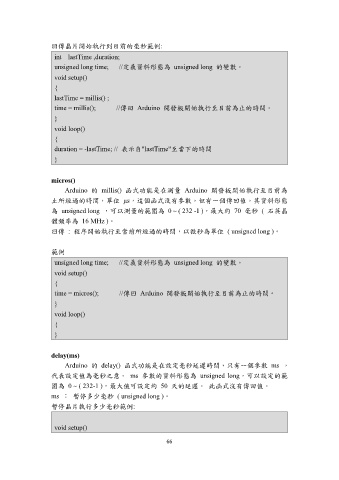 回傳晶片開始執行到目前的毫秒範例:
int lastTime ,duration;
unsigned long time; //定義資料形態為 unsigned long 的變數。
void setup()
{
lastTime = millis() ;
time = millis(); //傳回 Arduino 開發板開始執行至目前為止的時間。
}
void loop()
{
duration = -lastTime; // 表示自"lastTime"至當下的時間
}
micros()
Arduino 的 millis() 函式功能是在測量 Arduino 開發板開始執行至目前為
止所經過的時間，單位 μs，這個函式沒有參數，但有一個傳回值，其資料形態
為 unsigned long ，可以測量的範圍為 0 ~ ( 232 -1 )，最大約 70 毫秒 ( 石英晶
體頻率為 16 MHz )。
回傳 : 程序開始執行至當前所經過的時間，以微秒為單位 ( unsigned long )。
範例
unsigned long time; //定義資料形態為 unsigned long 的變數。
void setup()
{
time = micros(); //傳回 Arduino 開發板開始執行至目前為止的時間。
}
void loop()
{
}
delay(ms)
Arduino 的 delay() 函式功能是在設定毫秒延遲時間，只有一個參數 ms ，
代表設定值為毫秒之意。 ms 參數的資料形態為 unsigned long，可以設定的範
圍為 0 ~ ( 232-1 )，最大值可設定約 50 天的延遲。 此函式沒有傳回值。
ms : 暫停多少毫秒 ( unsigned long )。
暫停晶片執行多少毫秒範例:
void setup()
66